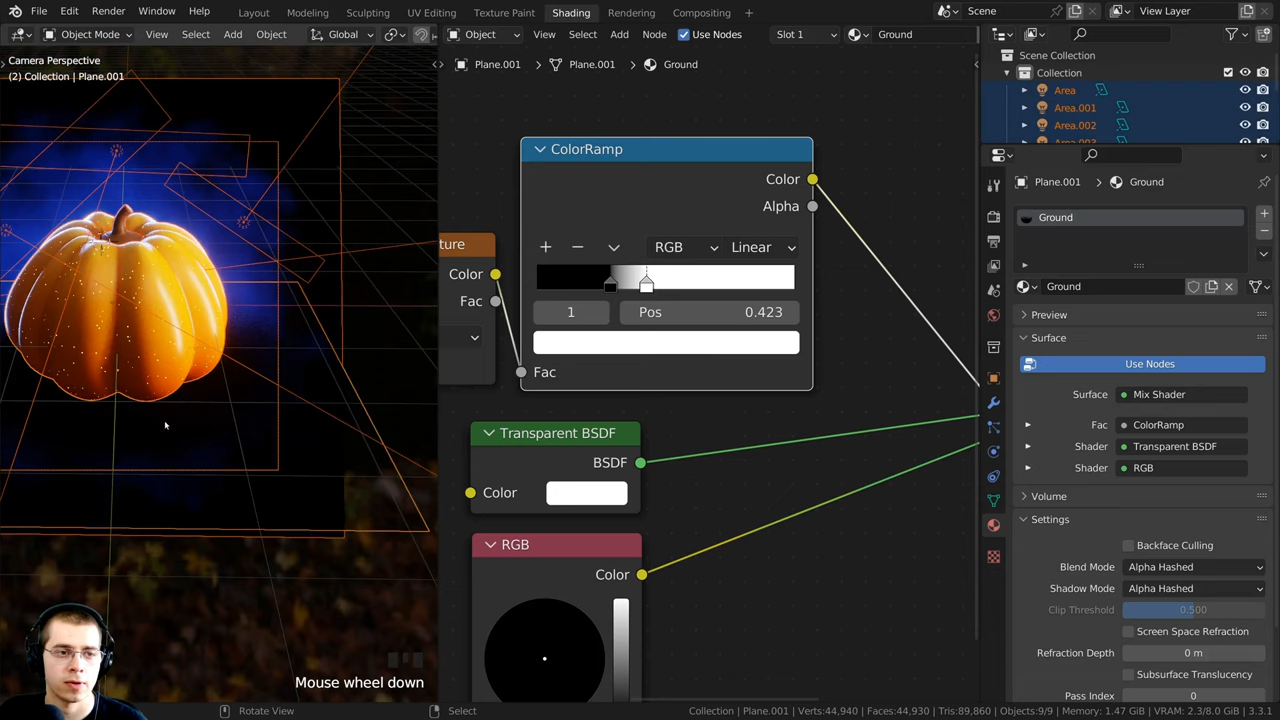 File Edit Render Window Help Layout Modeling Sculpting UV Editing Texture Paint Shading Rendering Compositing + Scene View Layer
Object Mode View Select Add Object Global Object View Select Add Node Use Nodes Slot 1 Ground
Camera Perspective
(2) Collection | Plane.001
Plane.001 Plane.001 Ground
Scene Collection
Collection
Area
Area.001
Area.002
Plane.001 Ground
Ground
Ground
Preview
Surface
Use Nodes
Surface Mix Shader
Fac ColorRamp
Shader Transparent BSDF
Shader RGB
Volume
Settings
Backface Culling
Blend Mode Alpha Hashed
Shadow Mode Alpha Hashed
Clip Threshold 0.500
Screen Space Refraction
Refraction Depth 0 m
Subsurface Translucency
Pass Index 0
ColorRamp
Color
Alpha
RGB Linear
1 Pos 0.423
Fac
ture
Color
Fac
Transparent BSDF
BSDF
Color
RGB
Color
Mouse wheel down
Rotate View Select Collection | Plane.001 | Verts:44,940 | Faces:44,930 | Tris:89,860 | Objects:9/9 | Memory: 1.47 GiB | VRAM: 2.3/8.0 GiB | 3.3.1